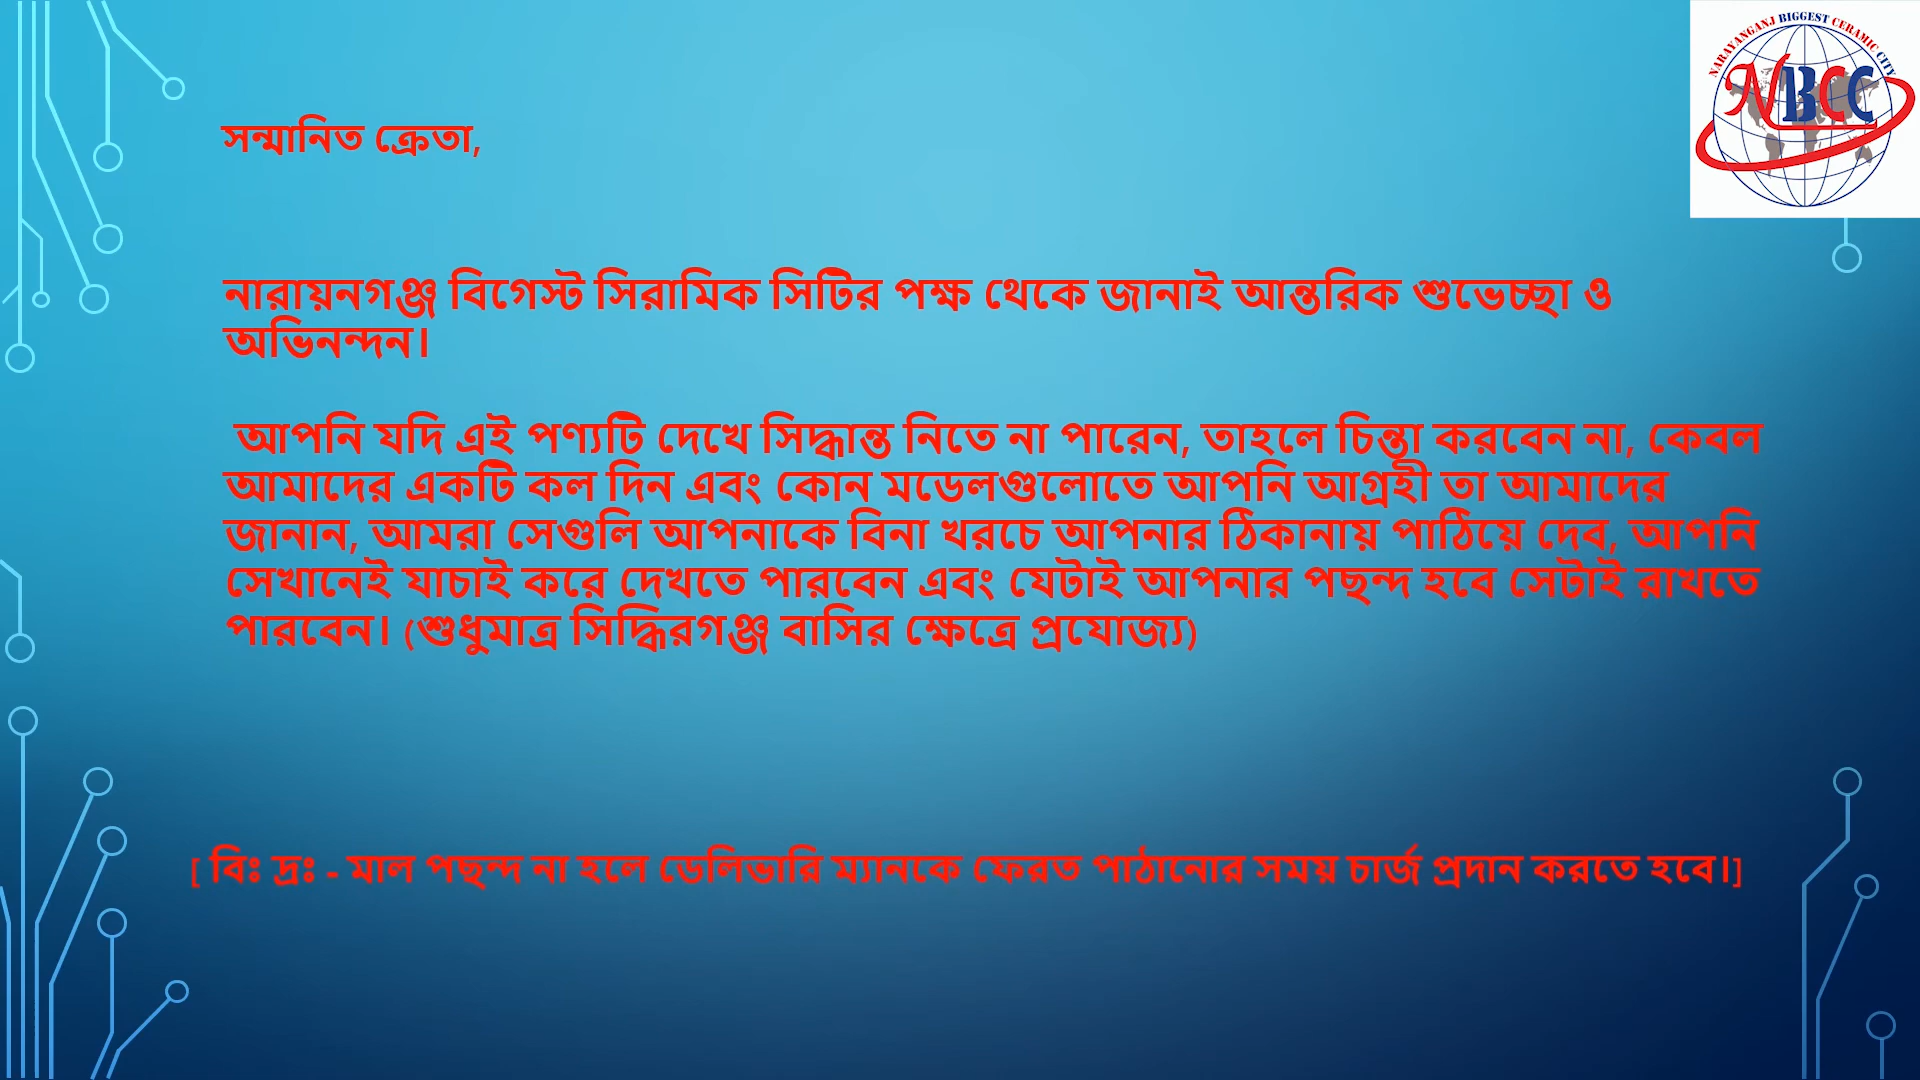 NARAYANGANJ BIGGEST CERAMIC CITY
NBCC
সন্মানিত ক্রেতা,
নারায়নগঞ্জ বিগেস্ট সিরামিক সিটির পক্ষ থেকে জানাই আন্তরিক শুভেচ্ছা ও
অভিনন্দন।
আপনি যদি এই পণ্যটি দেখে সিদ্ধান্ত নিতে না পারেন, তাহলে চিন্তা করবেন না, কেবল
আমাদের একটি কল দিন এবং কোন মডেলগুলোতে আপনি আগ্রহী তা আমাদের
জানান, আমরা সেগুলি আপনাকে বিনা খরচে আপনার ঠিকানায় পাঠিয়ে দেব, আপনি
সেখানেই যাচাই করে দেখতে পারবেন এবং যেটাই আপনার পছন্দ হবে সেটাই রাখতে
পারবেন। (শুধুমাত্র সিদ্ধিরগঞ্জ বাসির ক্ষেত্রে প্রযোজ্য)
[ বিঃ দ্রঃ - মাল পছন্দ না হলে ডেলিভারি ম্যানকে ফেরত পাঠানোর সময় চার্জ প্রদান করতে হবে।]